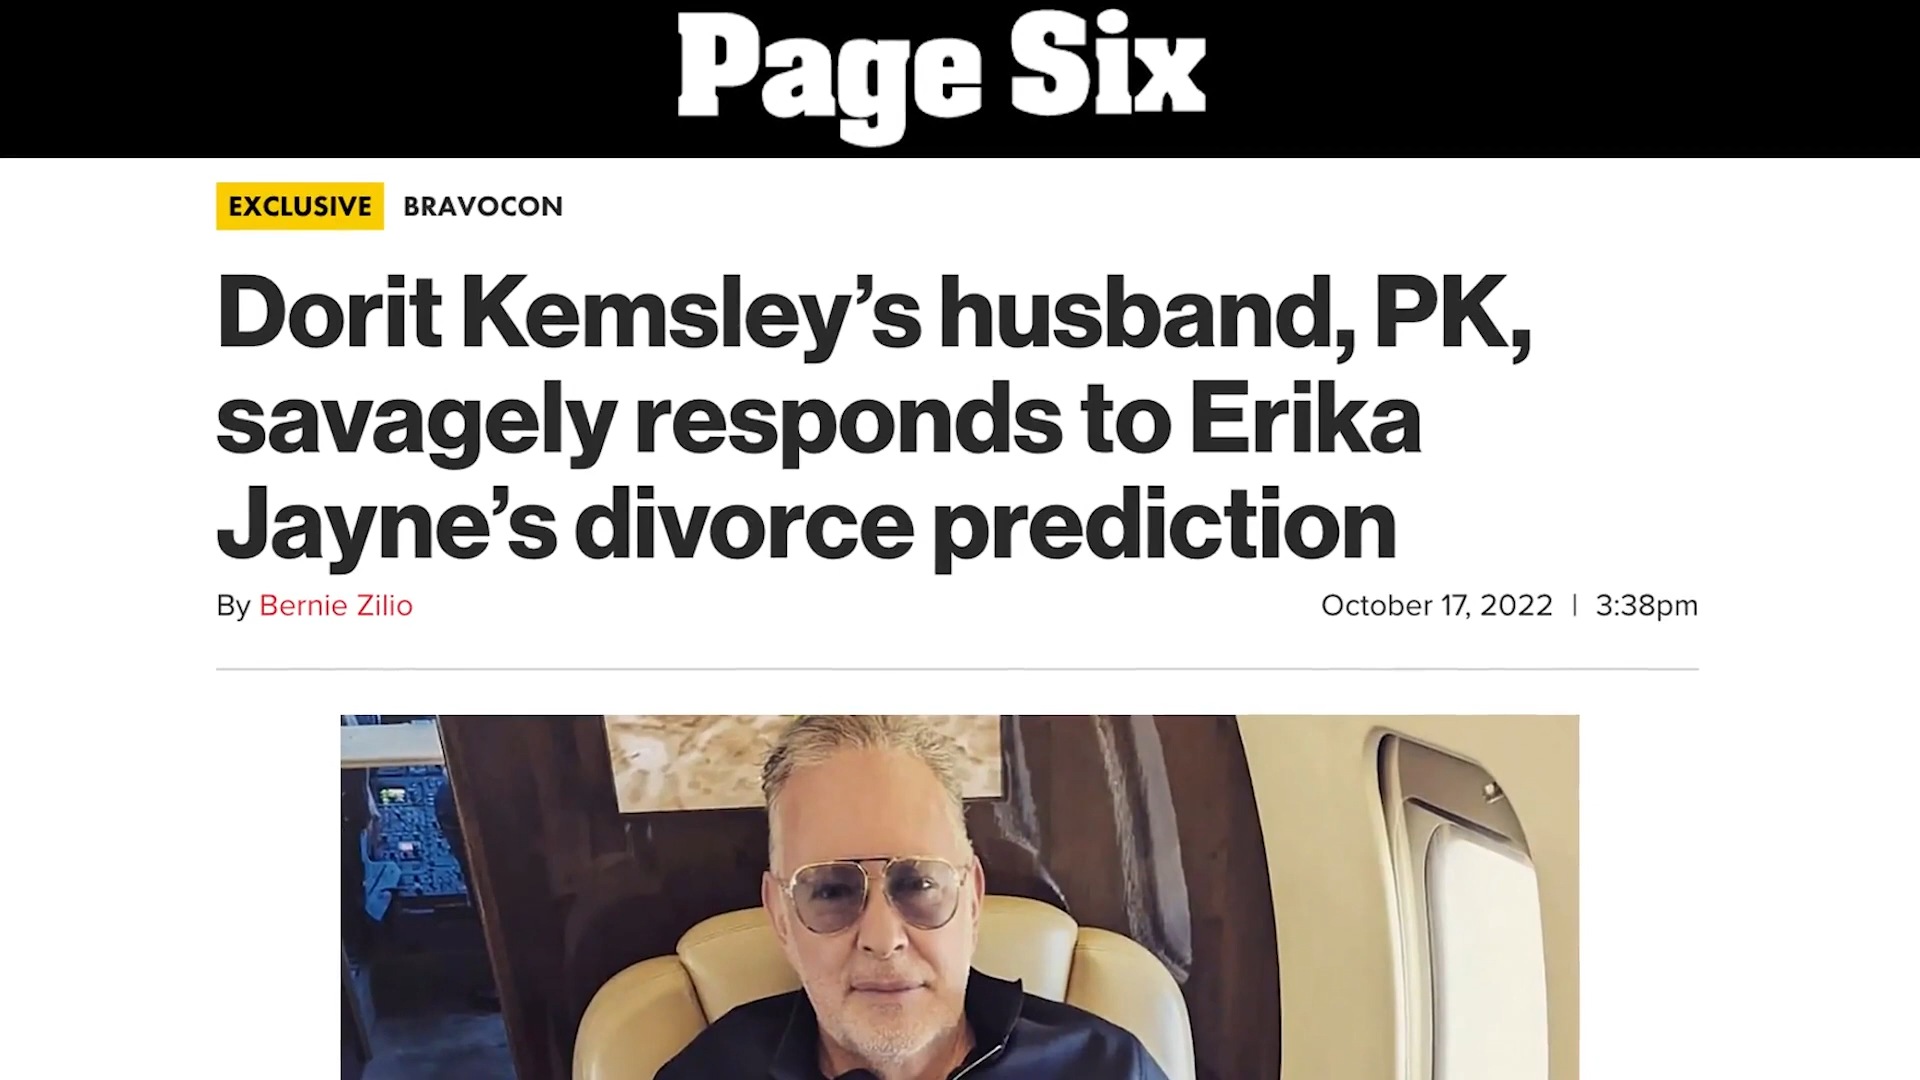 Page Six
EXCLUSIVE BRAVOCON
Dorit Kemsley’s husband, PK,
savagely responds to Erika
Jayne’s divorce prediction
By Bernie Zilio
October 17, 2022 | 3:38pm